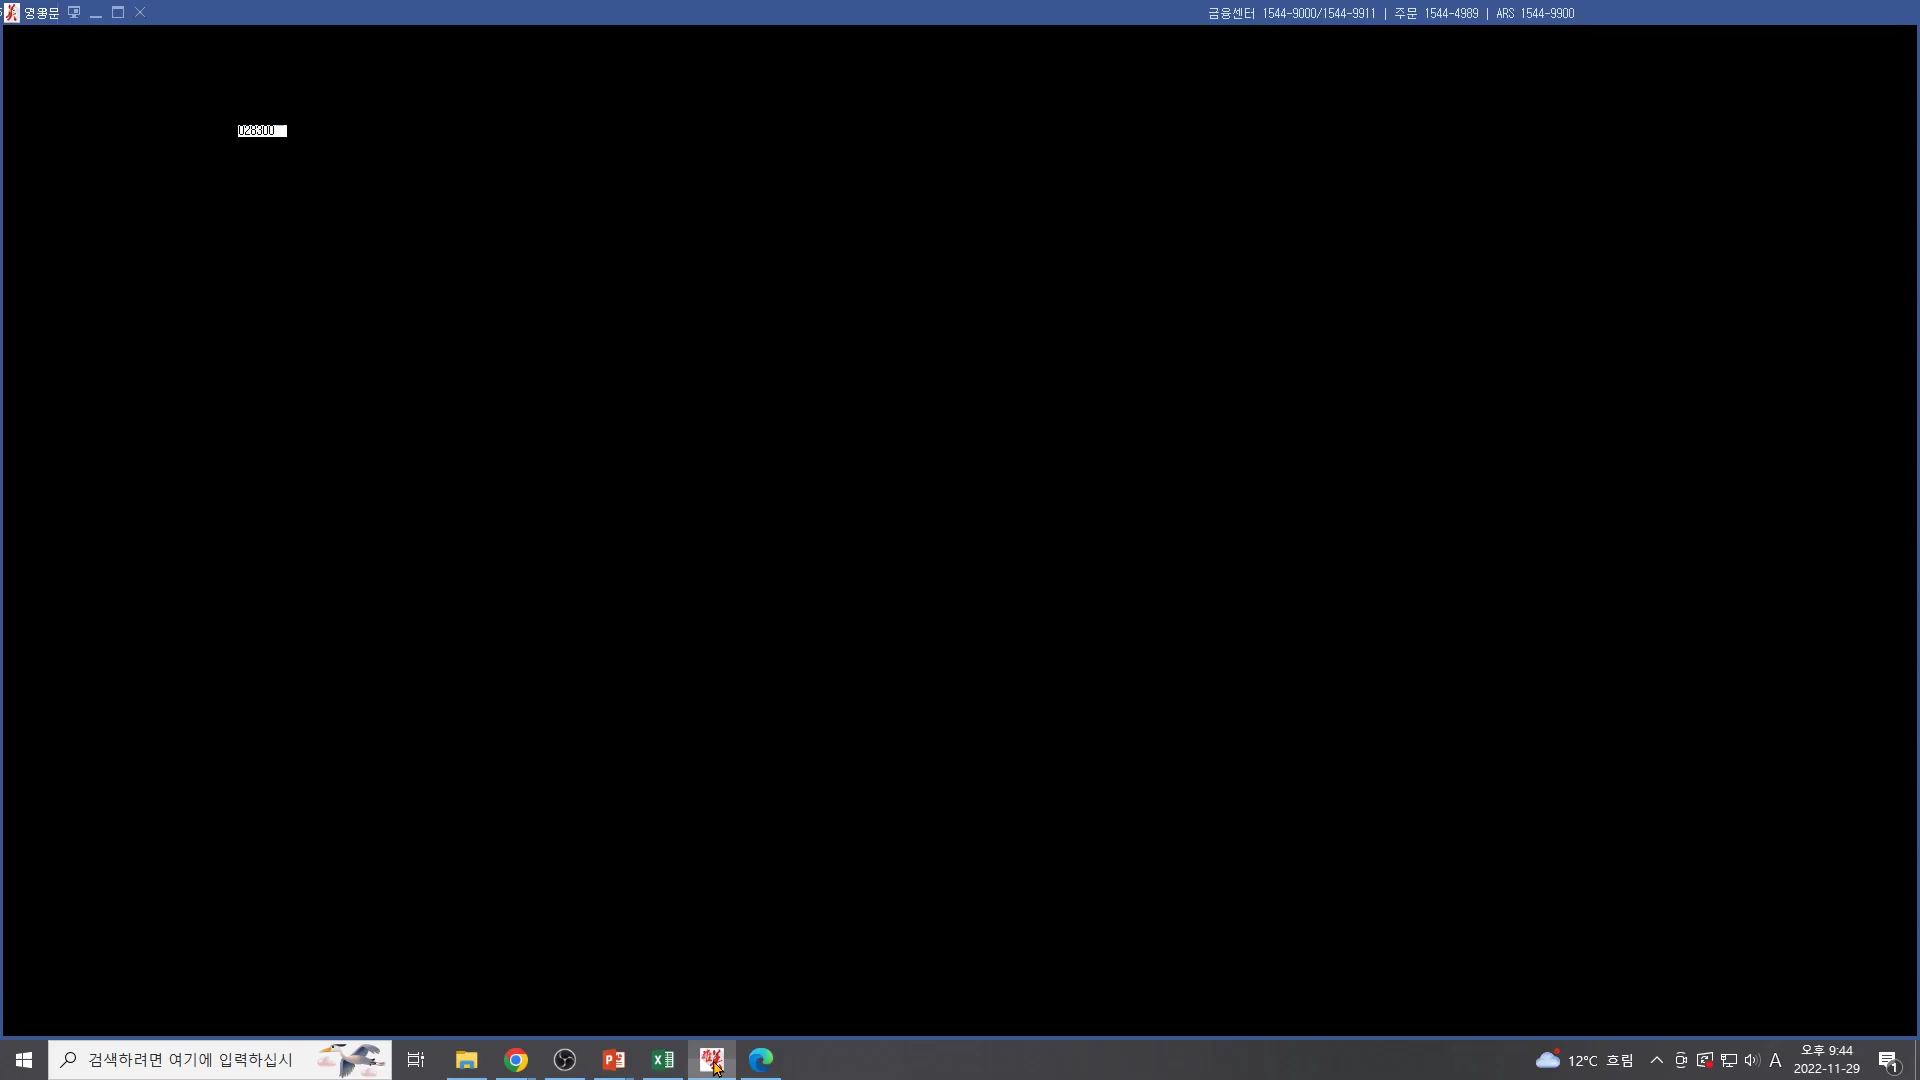 영웅문
금융센터 1544-9000/1544-9911 | 주문 1544-4989 | ARS 1544-9900
028300
검색하려면 여기에 입력하십시
12°C 흐림
A
오후 9:44
2022-11-29
1